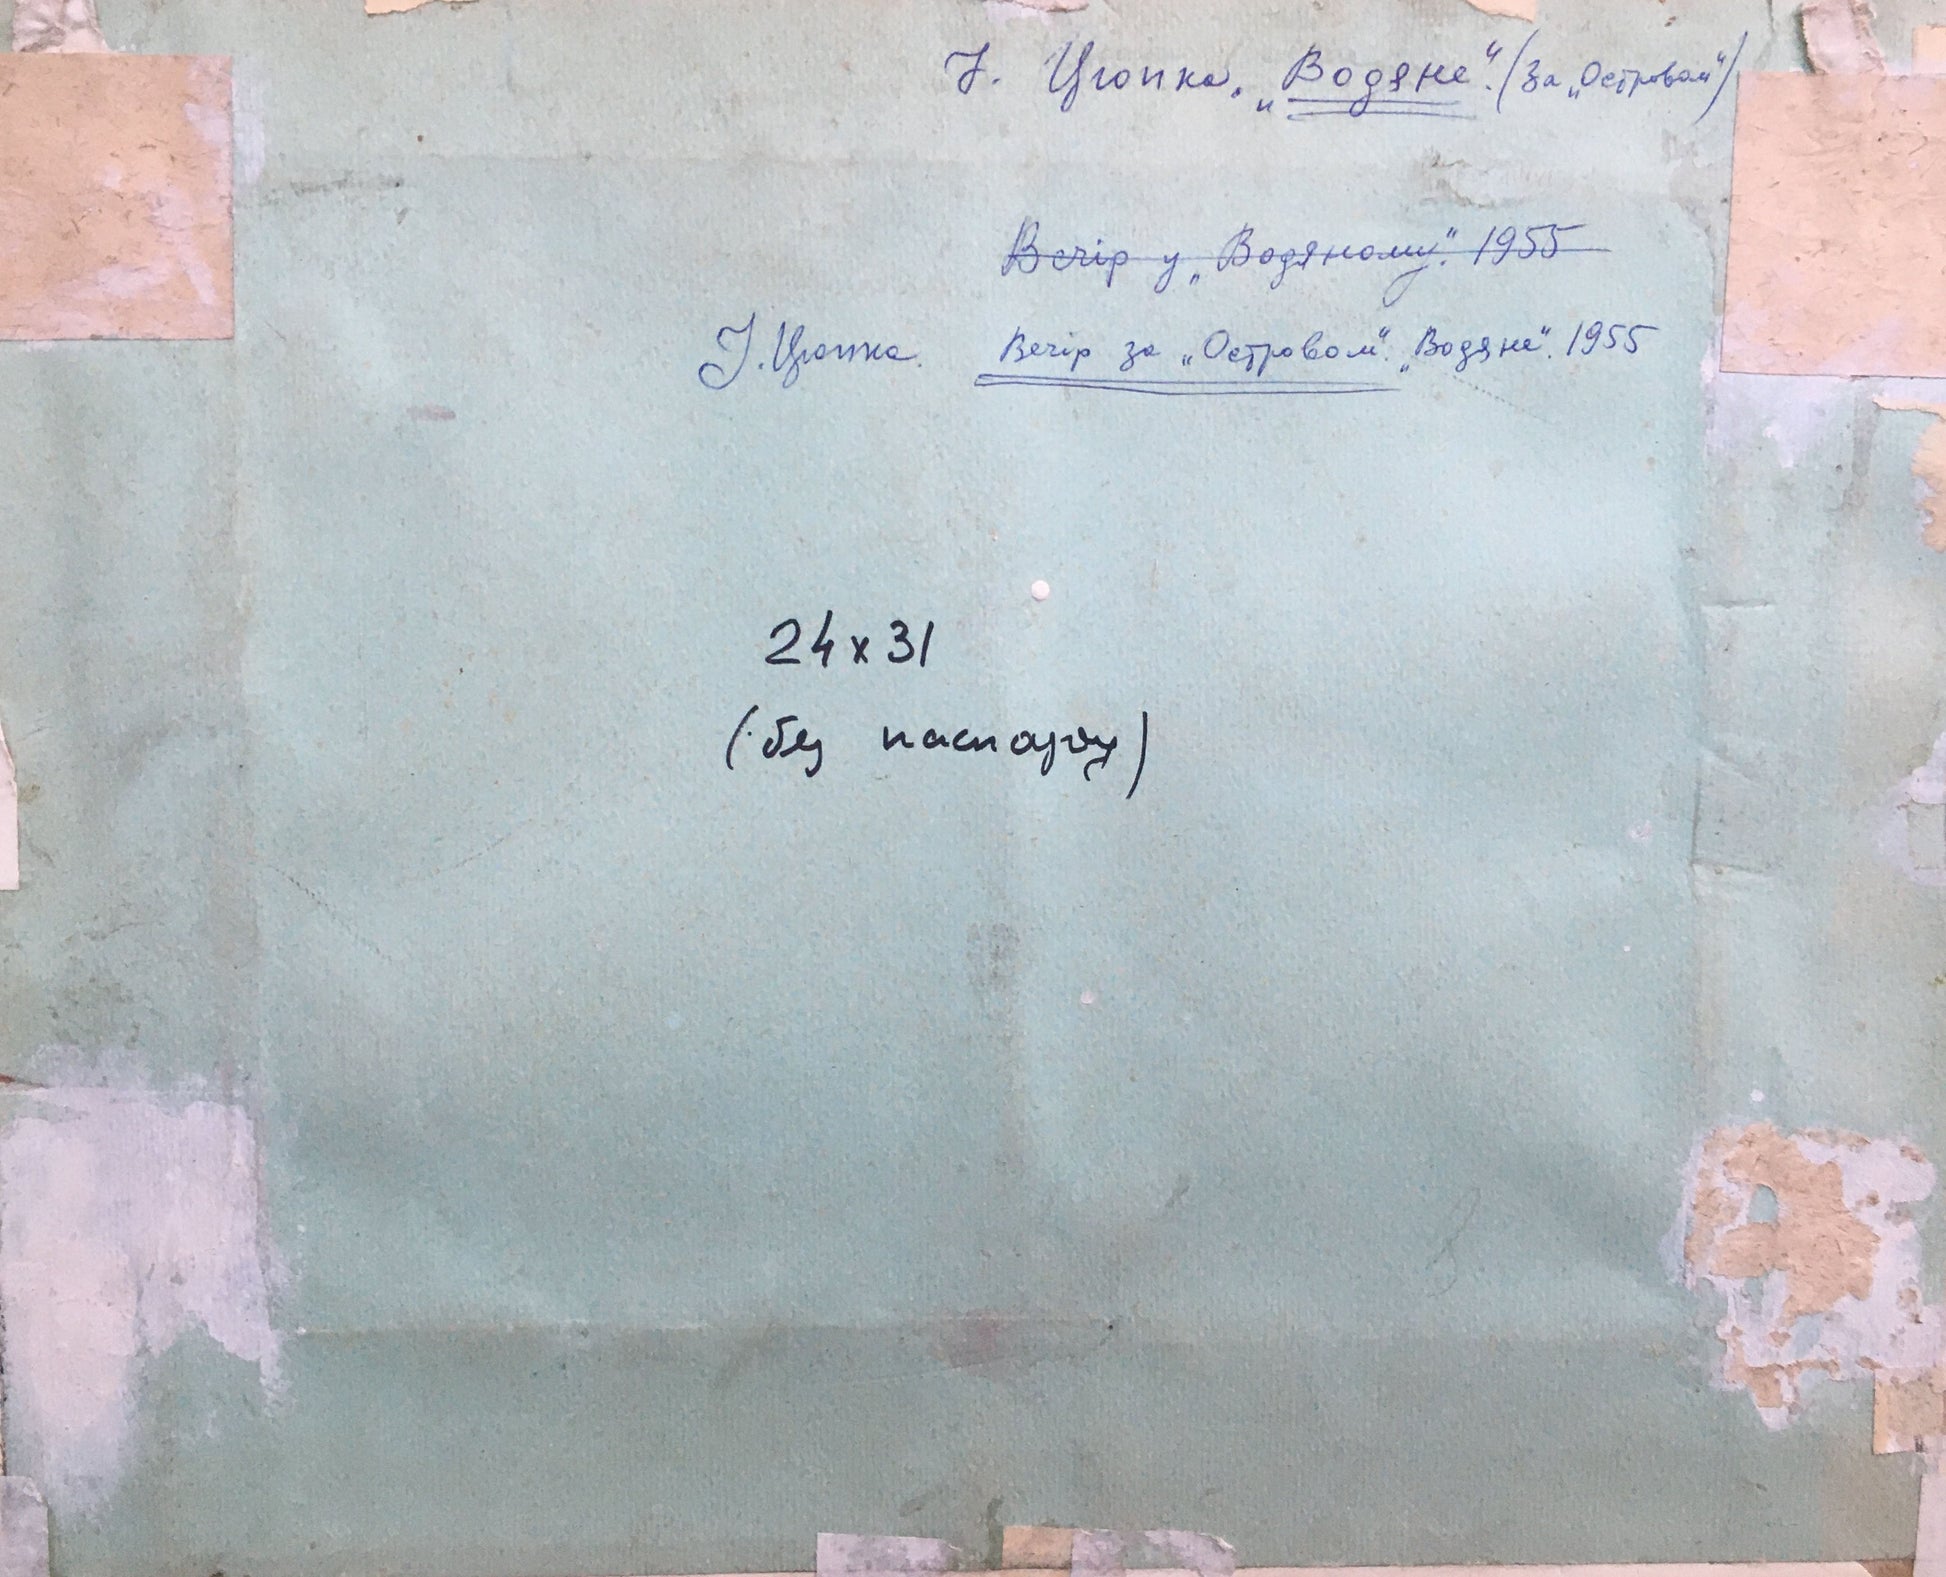 І. Цюпка. „Водяне“. (За „Островом“)
Вечір у „Водяному“. 1955
І. Цюпка. Вечір за „Островом“. „Водяне“. 1955
24 x 31
(без паспарту)